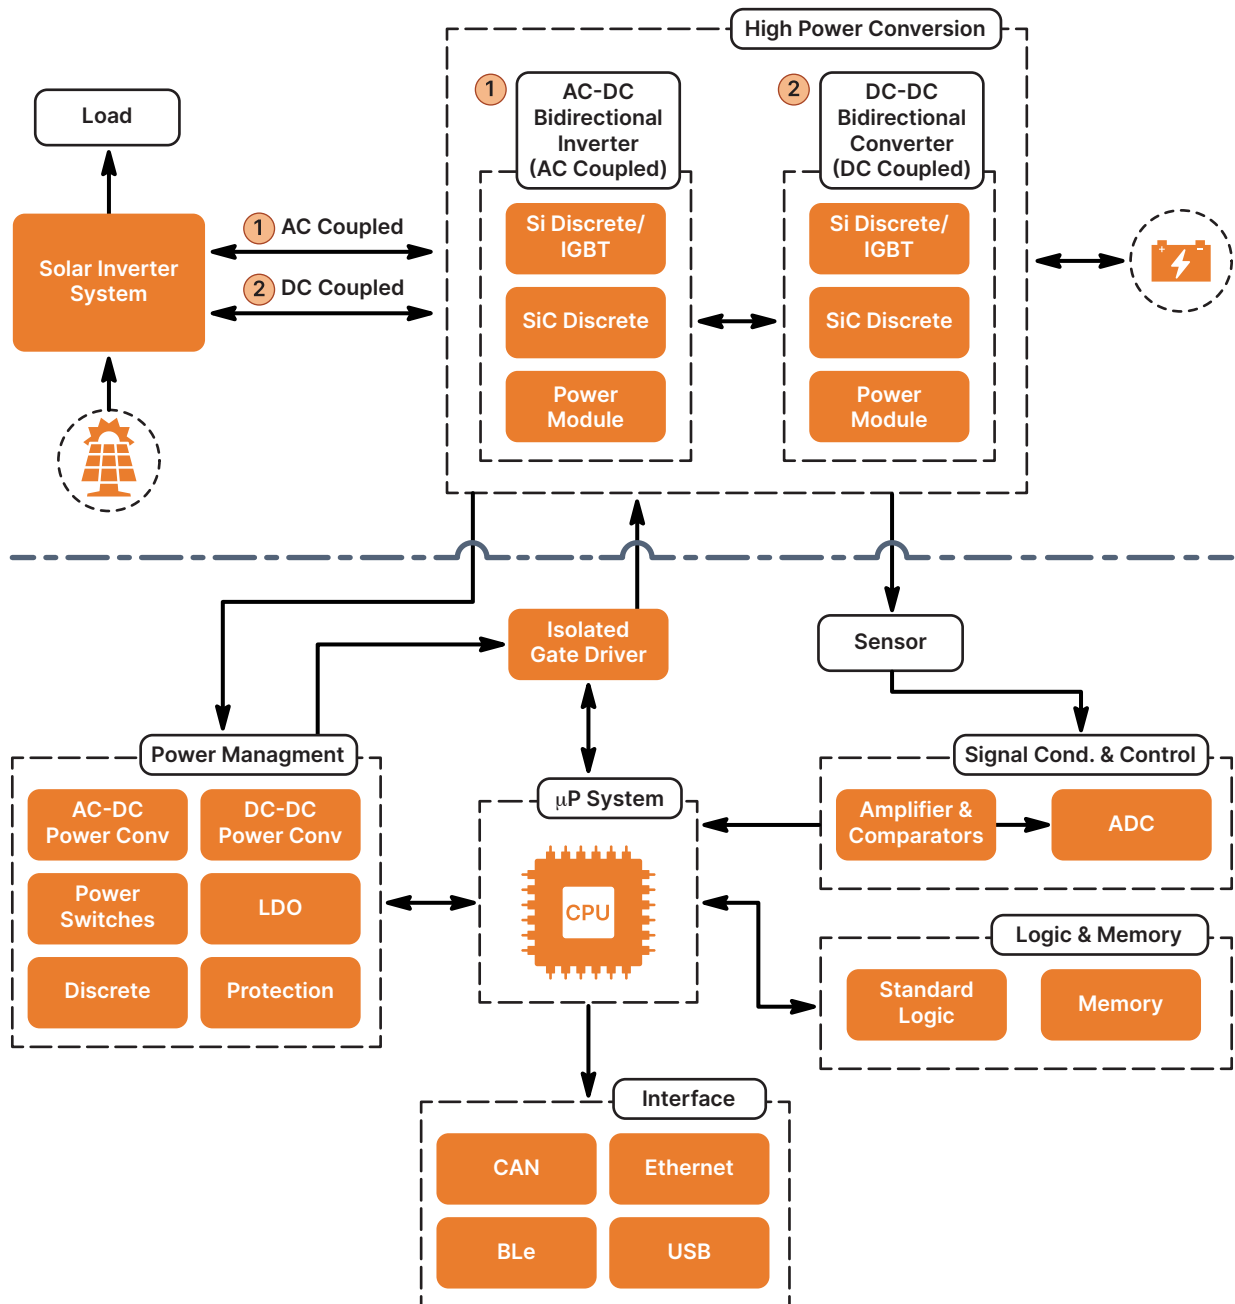 High Power Conversion
Load
1
AC-DC
Bidirectional
Inverter
(AC Coupled)
2
DC-DC
Bidirectional
Converter
(DC Coupled)
Solar Inverter
System
1 AC Coupled
2 DC Coupled
Si Discrete/
IGBT
SiC Discrete
Power
Module
Si Discrete/
IGBT
SiC Discrete
Power
Module
+ -
Isolated
Gate Driver
Sensor
Power Managment
AC-DC
Power Conv
DC-DC
Power Conv
Power
Switches
LDO
Discrete
Protection
μP System
CPU
Signal Cond. & Control
Amplifier &
Comparators
ADC
Logic & Memory
Standard
Logic
Memory
Interface
CAN
Ethernet
BLe
USB